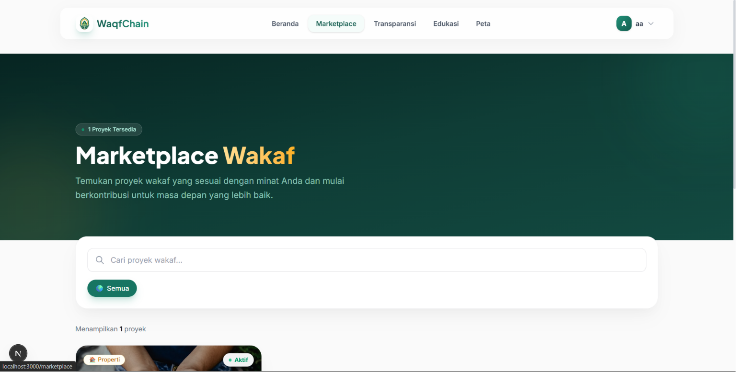 WaqfChain
Beranda Marketplace Transparansi Edukasi Peta
A aa
1 Proyek Tersedia
Marketplace Wakaf
Temukan proyek wakaf yang sesuai dengan minat Anda dan mulai
berkontribusi untuk masa depan yang lebih baik.
Cari proyek wakaf...
Semua
Menampilkan 1 proyek
Properti
Aktif
N
localhost:3000/marketplace